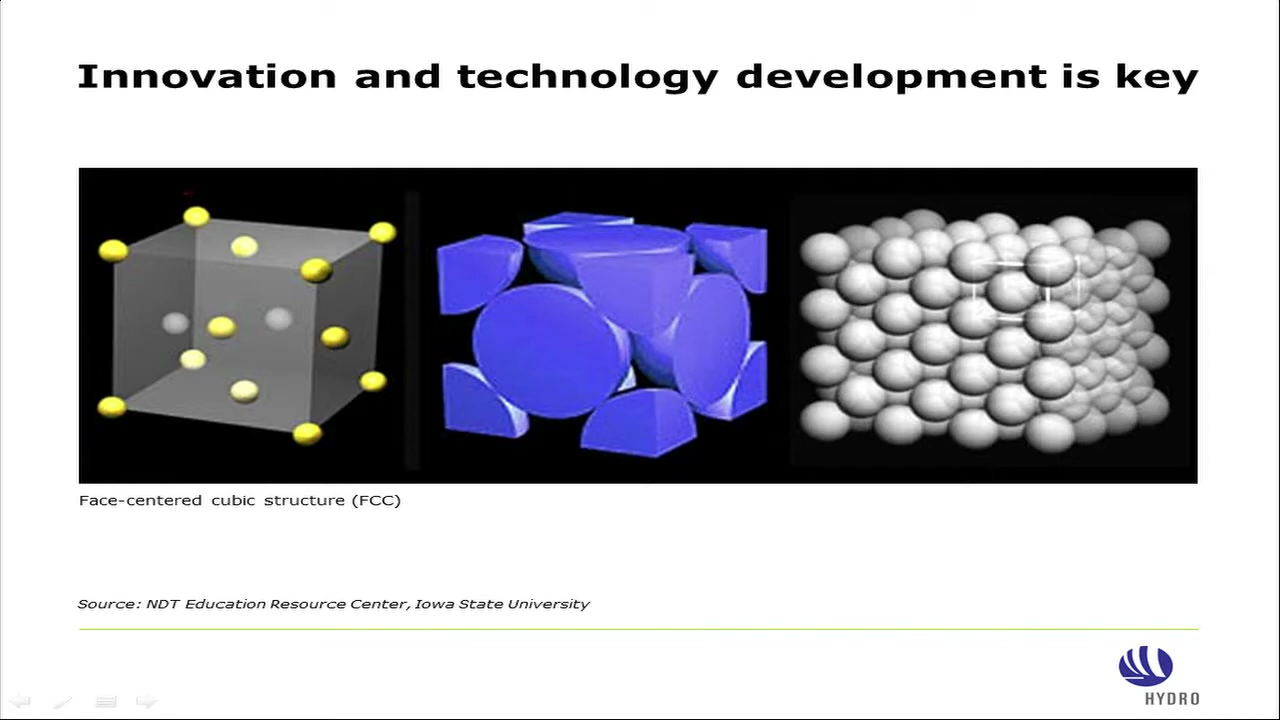 Innovation and technology development is key
Face-centered cubic structure (FCC)
Source: NDT Education Resource Center, Iowa State University
HYDRO